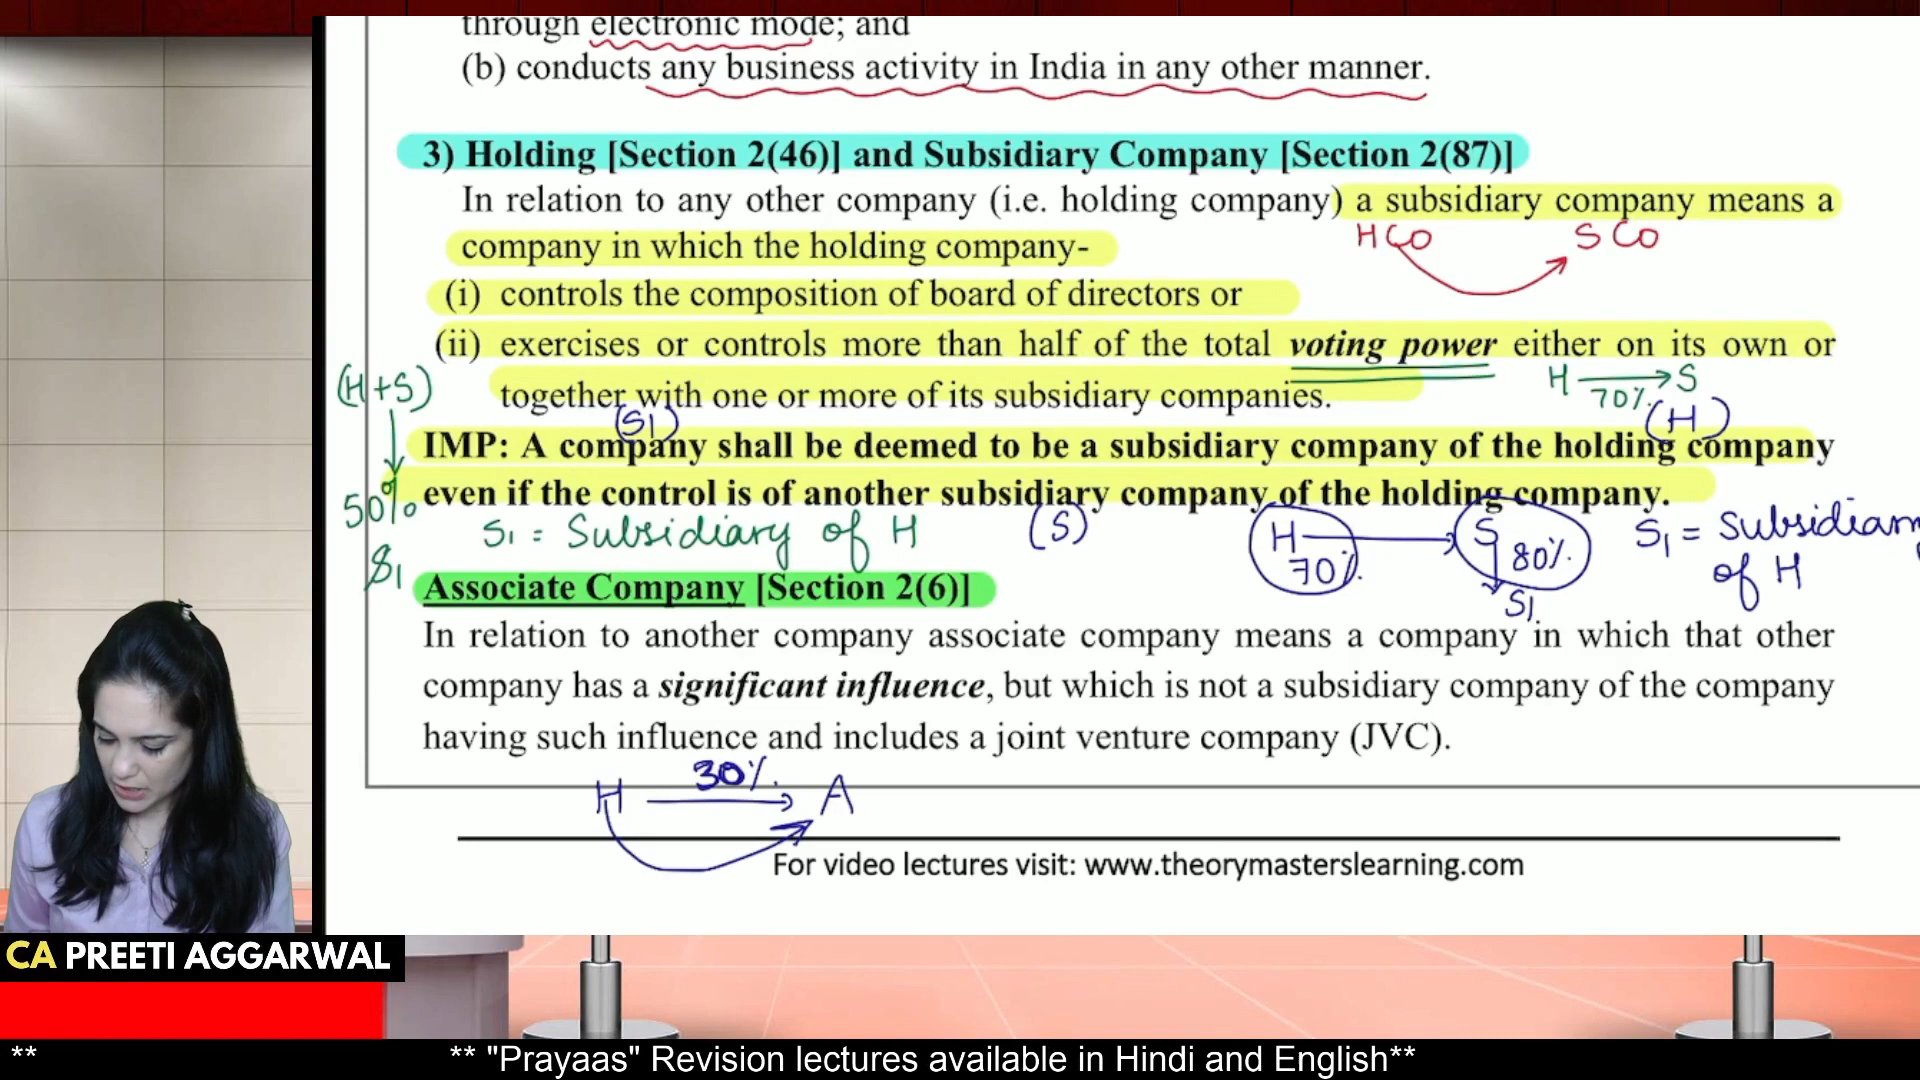 through electronic mode; and
(b) conducts any business activity in India in any other manner.
3) Holding [Section 2(46)] and Subsidiary Company [Section 2(87)]
In relation to any other company (i.e. holding company) a subsidiary company means a
HCo SCo
company in which the holding company-
(i) controls the composition of board of directors or
(ii) exercises or controls more than half of the total voting power either on its own or
(H+S) H 70% S
together with one or more of its subsidiary companies.
(S1) (H)
IMP: A company shall be deemed to be a subsidiary company of the holding company
50% even if the control is of another subsidiary company of the holding company.
S1 = Subsidiary of H (S) H 70% S 80% S1 S1 = Subsidiary of H
S1
Associate Company [Section 2(6)]
In relation to another company associate company means a company in which that other
company has a significant influence, but which is not a subsidiary company of the company
having such influence and includes a joint venture company (JVC).
H 30% A
For video lectures visit: www.theorymasterslearning.com
CA PREETI AGGARWAL
** ** "Prayaas" Revision lectures available in Hindi and English**